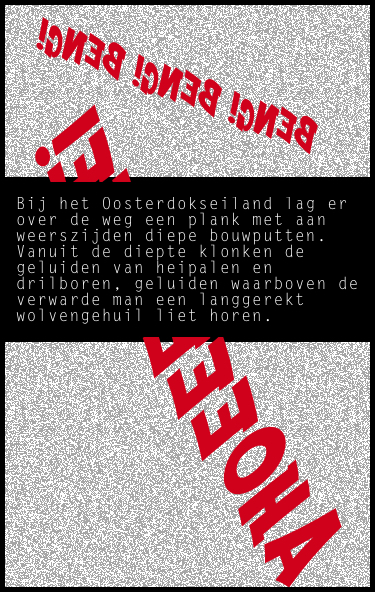 BENG! BENG! BENG!
Bij het Oosterdokseiland lag er
over de weg een plank met aan
weerszijden diepe bouwputten.
Vanuit de diepte klonken de
geluiden van heipalen en
drilboren, geluiden waarboven de
verwarde man een langgerekt
wolvengehuil liet horen.